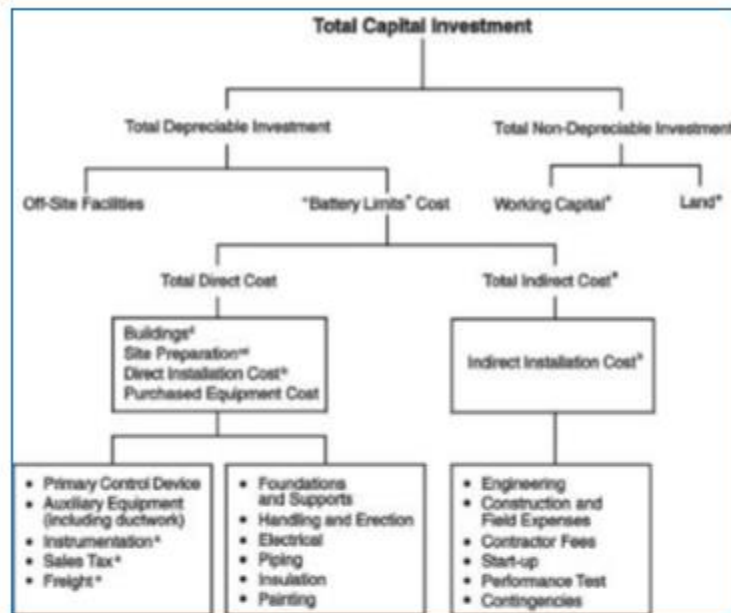 Total Capital Investment
Total Depreciable Investment
Total Non-Depreciable Investment
Off-Site Facilities
"Battery Limits" Cost
Working Capital
Land
Total Direct Cost
Total Indirect Cost
Buildings
Site Preparation
Direct Installation Cost
Purchased Equipment Cost
Indirect Installation Cost
• Primary Control Device
• Auxiliary Equipment
(including ductwork)
• Instrumentation
• Sales Tax
• Freight
• Foundations
and Supports
• Handling and Erection
• Electrical
• Piping
• Insulation
• Painting
• Engineering
• Construction and
Field Expenses
• Contractor Fees
• Start-up
• Performance Test
• Contingencies